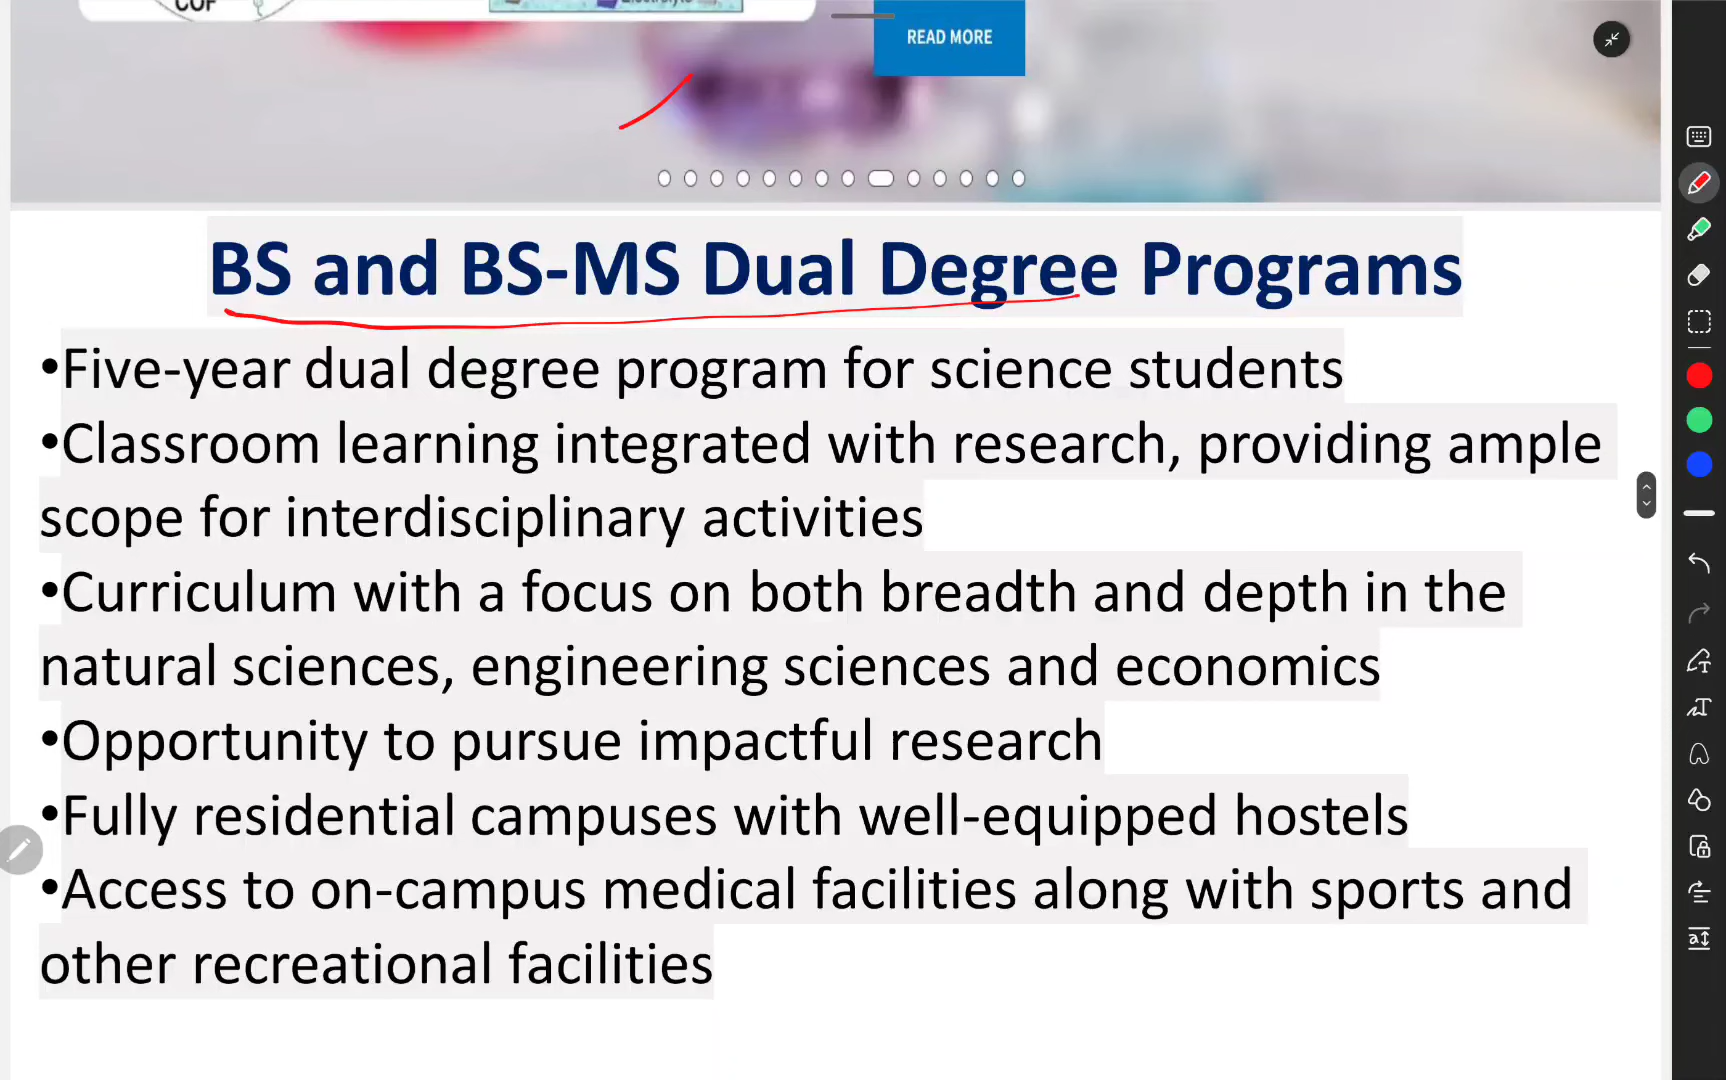 COF
Electrolyte
READ MORE
BS and BS-MS Dual Degree Programs
•Five-year dual degree program for science students
•Classroom learning integrated with research, providing ample
scope for interdisciplinary activities
•Curriculum with a focus on both breadth and depth in the
natural sciences, engineering sciences and economics
•Opportunity to pursue impactful research
•Fully residential campuses with well-equipped hostels
•Access to on-campus medical facilities along with sports and
other recreational facilities